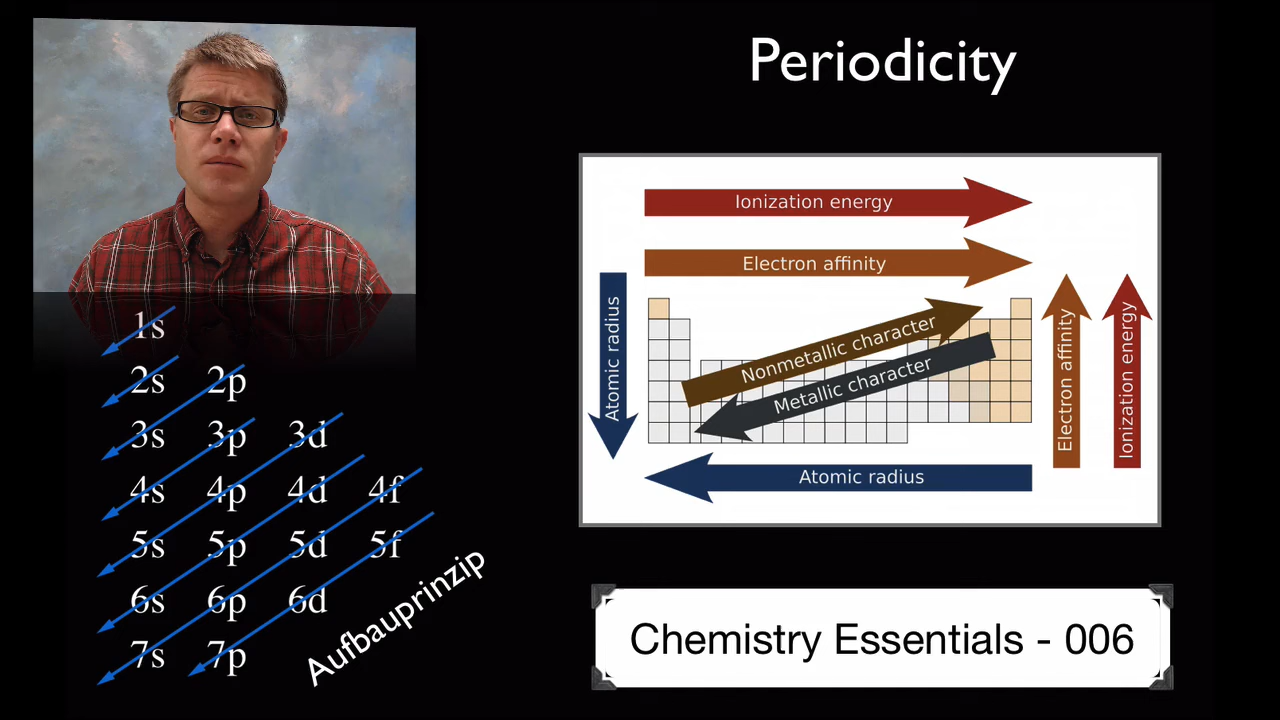 Periodicity
Ionization energy
Electron affinity
Atomic radius
Nonmetallic character
Metallic character
Electron affinity
Ionization energy
Atomic radius
1s
2s 2p
3s 3p 3d
4s 4p 4d 4f
5s 5p 5d 5f
6s 6p 6d
7s 7p
Aufbauprinzip
Chemistry Essentials - 006